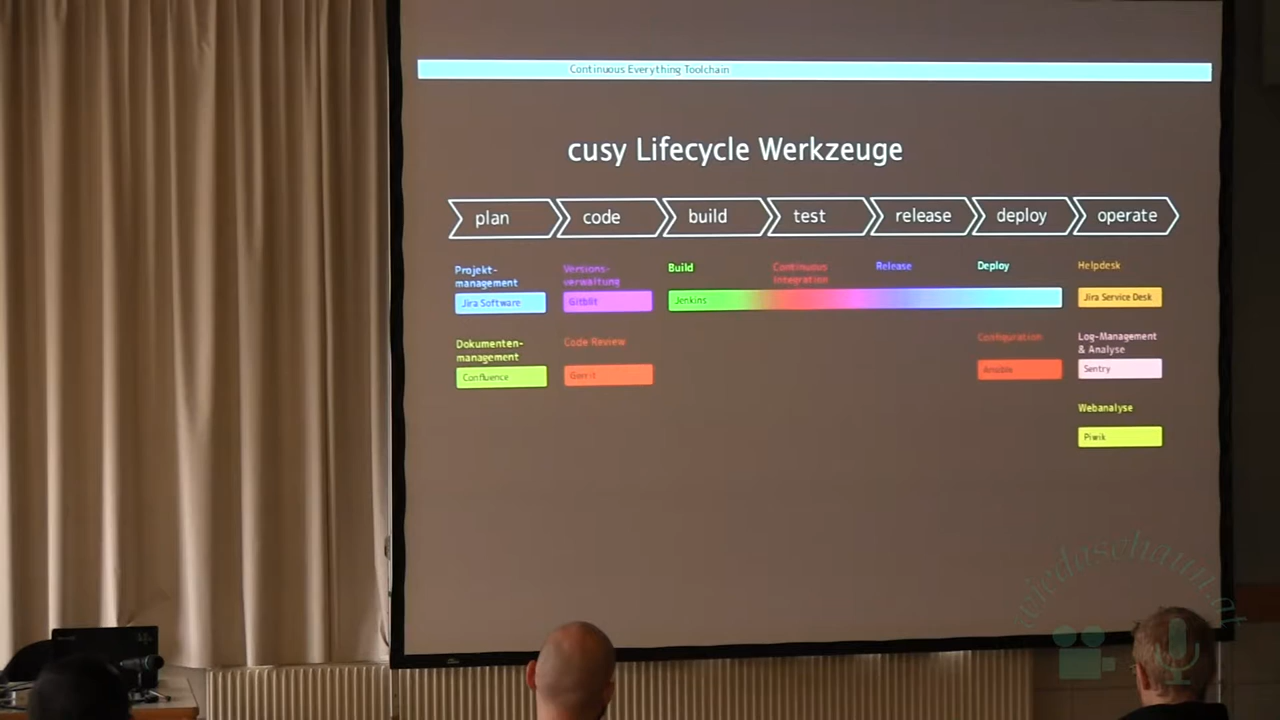 Continuous Everything Toolchain
cusy Lifecycle Werkzeuge
plan
code
build
test
release
deploy
operate
Projekt-
management
Jira Software
Versions-
verwaltung
Gitblit
Build
Continuous
Integration
Release
Deploy
Jenkins
Helpdesk
Jira Service Desk
Dokumenten-
management
Confluence
Code Review
Gerrit
Configuration
Ansible
Log-Management
& Analyse
Sentry
Webanalyse
Piwik
wiedaschaun.at